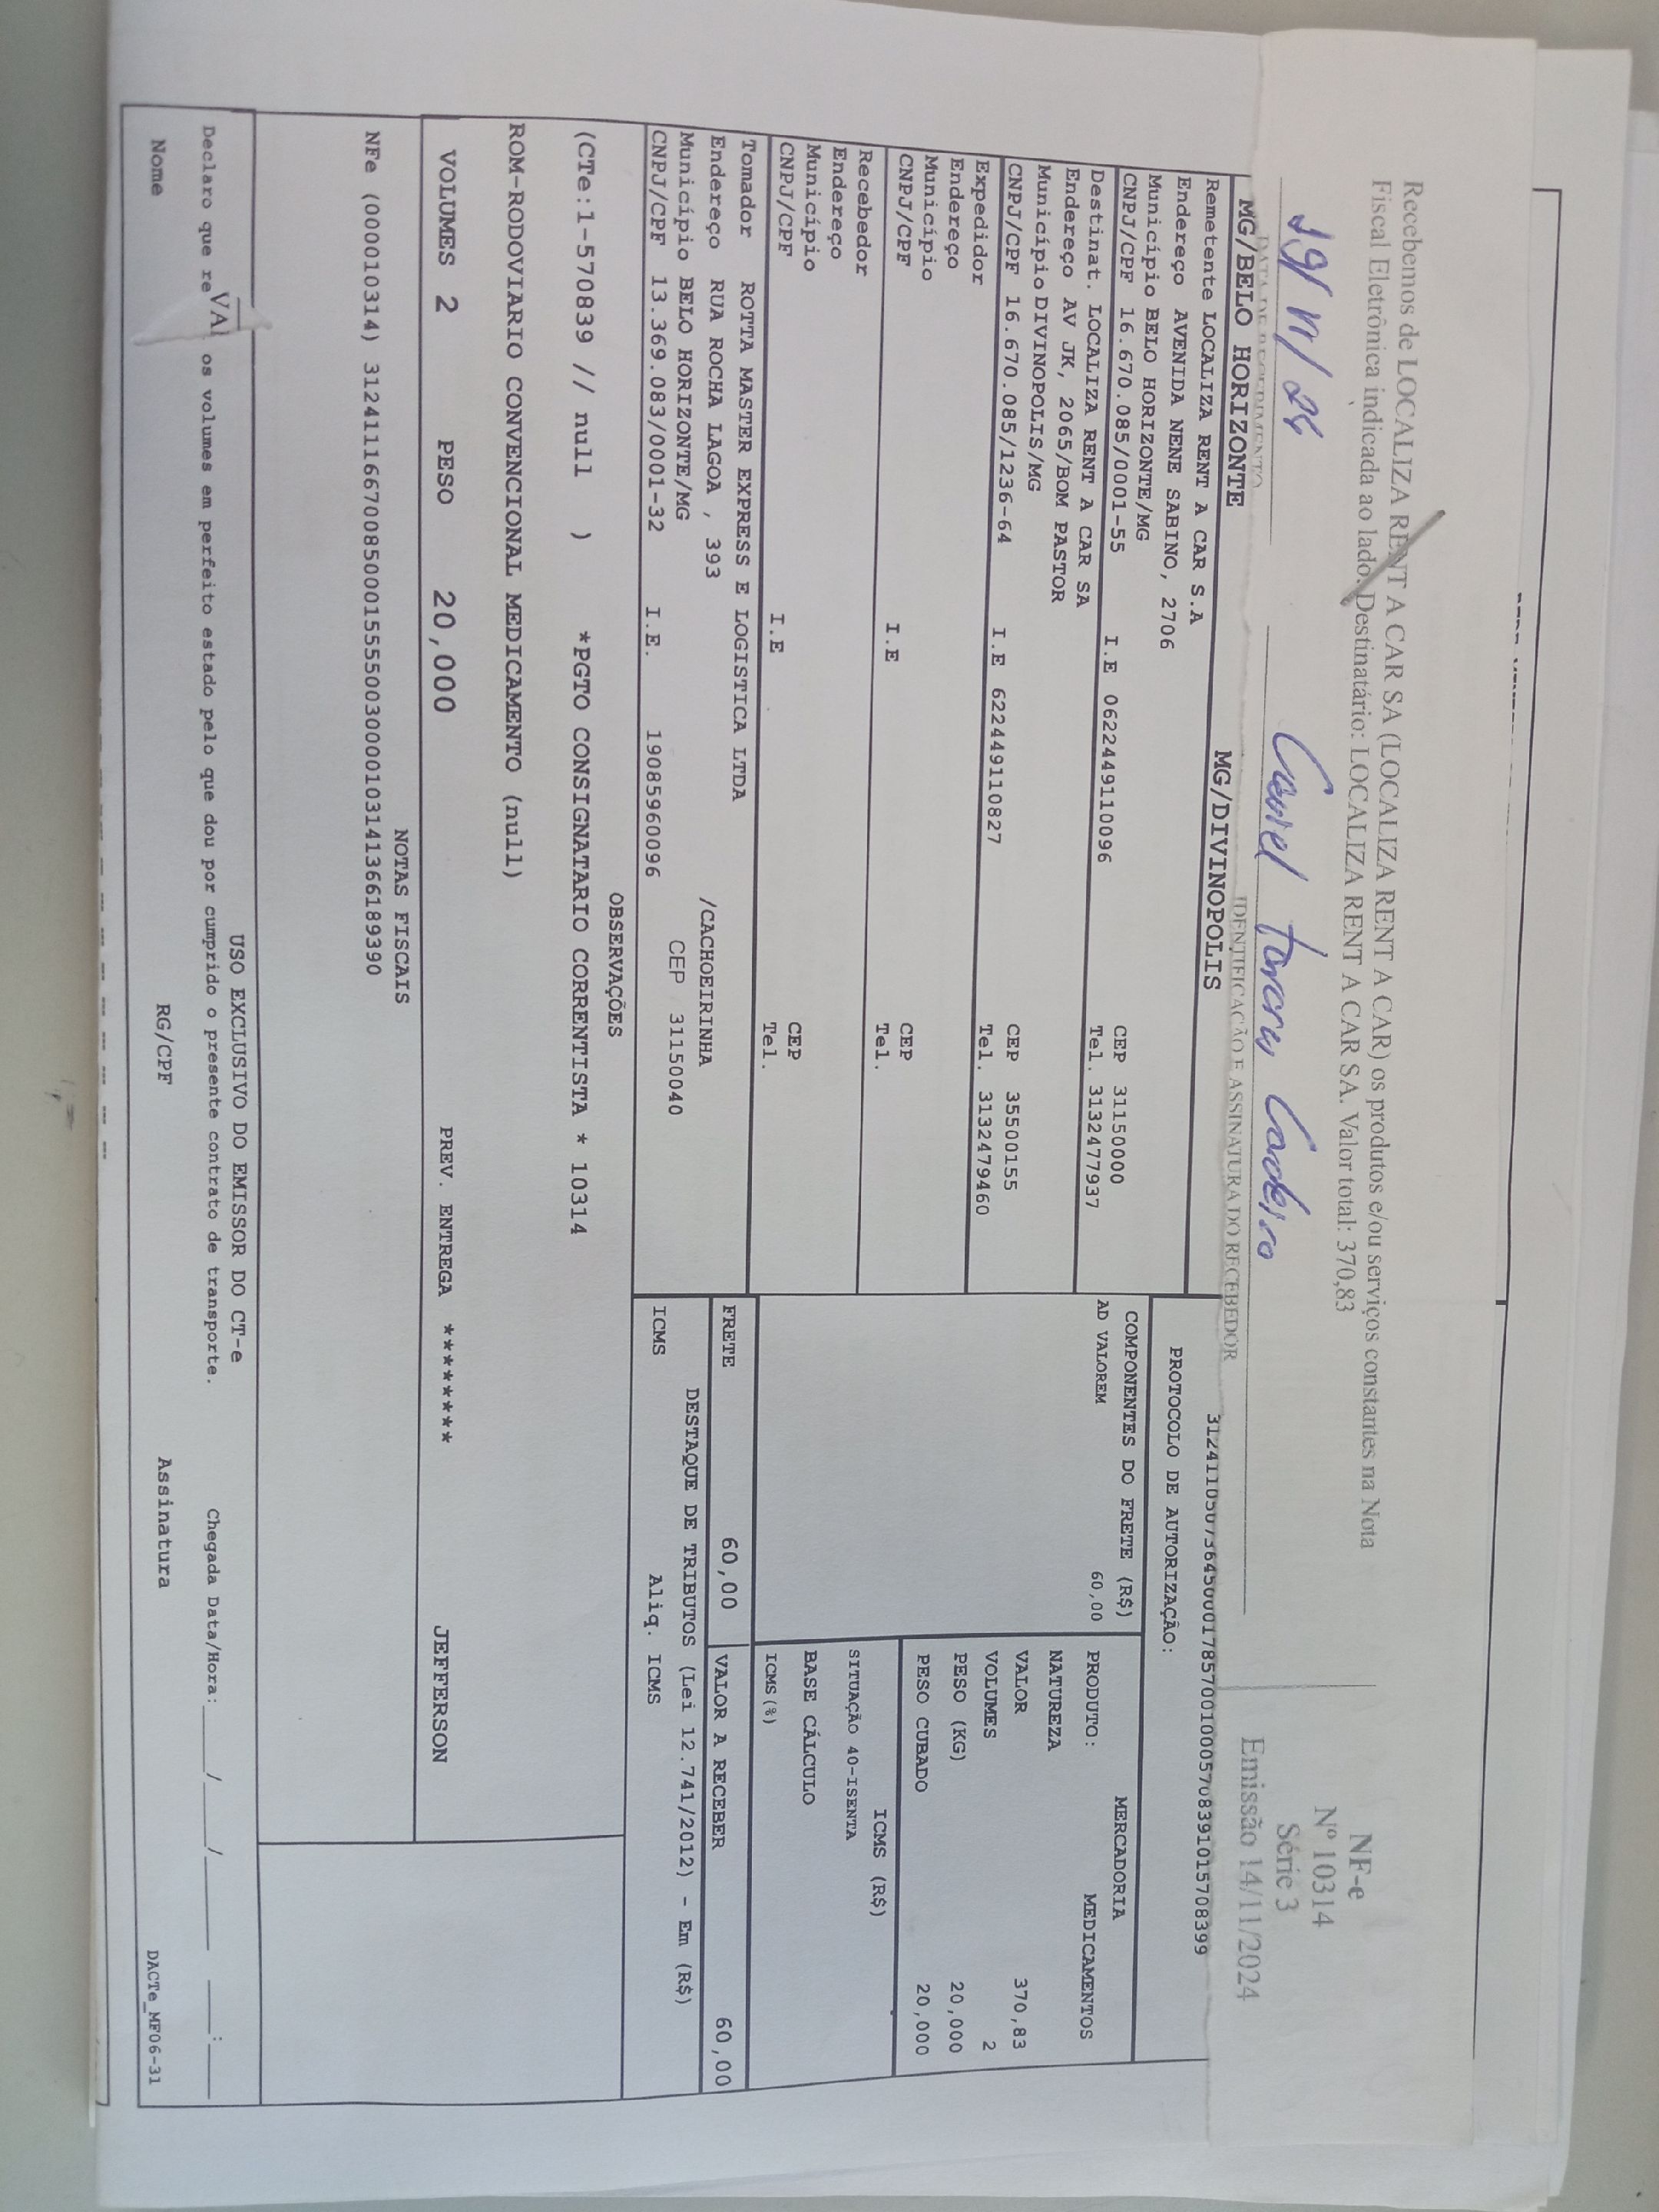 Recebemos de LOCALIZA RENT A CAR SA (LOCALIZA RENT A CAR) os produtos e/ou serviços constantes na Nota
Fiscal Eletrônica indicada ao lado. Destinatário: LOCALIZA RENT A CAR SA. Valor total: 370,83
NF-e
Nº 10314
Série 3
Emissão 14/11/2024
DATA DE RECEBIMENTO
IDENTIFICAÇÃO E ASSINATURA DO RECEBEDOR
MG/BELO HORIZONTE MG/DIVINOPOLIS
Remetente LOCALIZA RENT A CAR S.A
Endereço AVENIDA NENE SABINO, 2706
Município BELO HORIZONTE/MG CEP 31150000
CNPJ/CPF 16.670.085/0001-55 I.E 0622449110096 Tel. 3132477937
Destinat. LOCALIZA RENT A CAR SA
Endereço AV JK, 2065/BOM PASTOR
Município DIVINOPOLIS/MG CEP 35500155
CNPJ/CPF 16.670.085/1236-64 I.E 622449110827 Tel. 3132479460
Expedidor
Endereço
Município CEP
CNPJ/CPF I.E Tel.
Recebedor
Endereço
Município CEP
CNPJ/CPF I.E Tel.
Tomador ROTTA MASTER EXPRESS E LOGISTICA LTDA
Endereço RUA ROCHA LAGOA , 393 /CACHOEIRINHA
Município BELO HORIZONTE/MG CEP 31150040
CNPJ/CPF 13.369.083/0001-32 I.E. 19085960096
PROTOCOLO DE AUTORIZAÇÃO:
COMPONENTES DO FRETE (R$)
AD VALOREM 60,00
MERCADORIA
PRODUTO: MEDICAMENTOS
NATUREZA
VALOR 370,83
VOLUMES 2
PESO (KG) 20,000
PESO CUBADO 20,000
ICMS (R$)
SITUAÇÃO 40-ISENTA
BASE CÁLCULO
ICMS(%)
FRETE 60,00 VALOR A RECEBER 60,00
DESTAQUE DE TRIBUTOS (Lei 12.741/2012) - Em (R$)
ICMS Aliq. ICMS
OBSERVAÇÕES
(CTe:1-570839 // null ) *PGTO CONSIGNATARIO CORRENTISTA * 10314
ROM-RODOVIARIO CONVENCIONAL MEDICAMENTO (null)
VOLUMES 2 PESO 20,000 PREV. ENTREGA ******** JEFFERSON
NOTAS FISCAIS
USO EXCLUSIVO DO EMISSOR DO CT-e
Declaro que re os volumes em perfeito estado pelo que dou por cumprido o presente contrato de transporte. Chegada Data/Hora:____/____/______ ____:____
Nome RG/CPF Assinatura DACTe_MF06-31